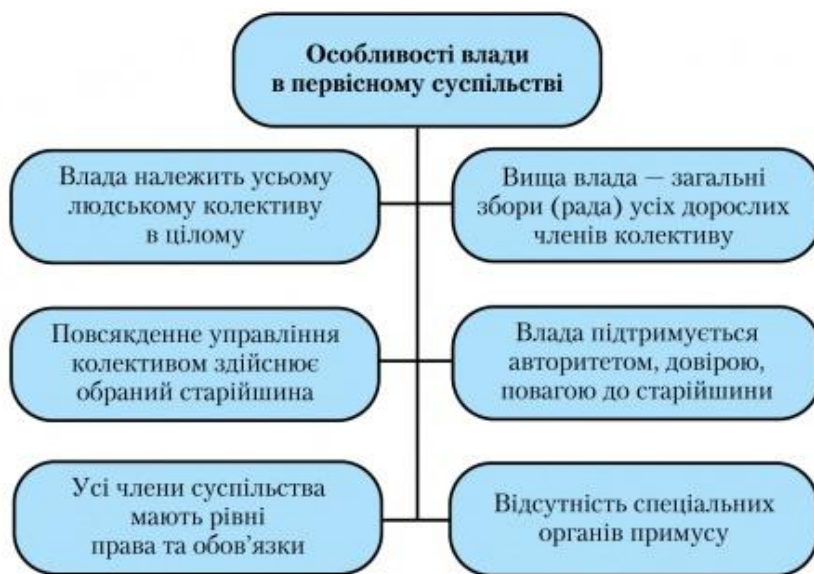 Особливості влади
в первісному суспільстві
Влада належить усьому
людському колективу
в цілому
Вища влада — загальні
збори (рада) усіх дорослих
членів колективу
Повсякденне управління
колективом здійснює
обраний старійшина
Влада підтримується
авторитетом, довірою,
повагою до старійшини
Усі члени суспільства
мають рівні
права та обов’язки
Відсутність спеціальних
органів примусу